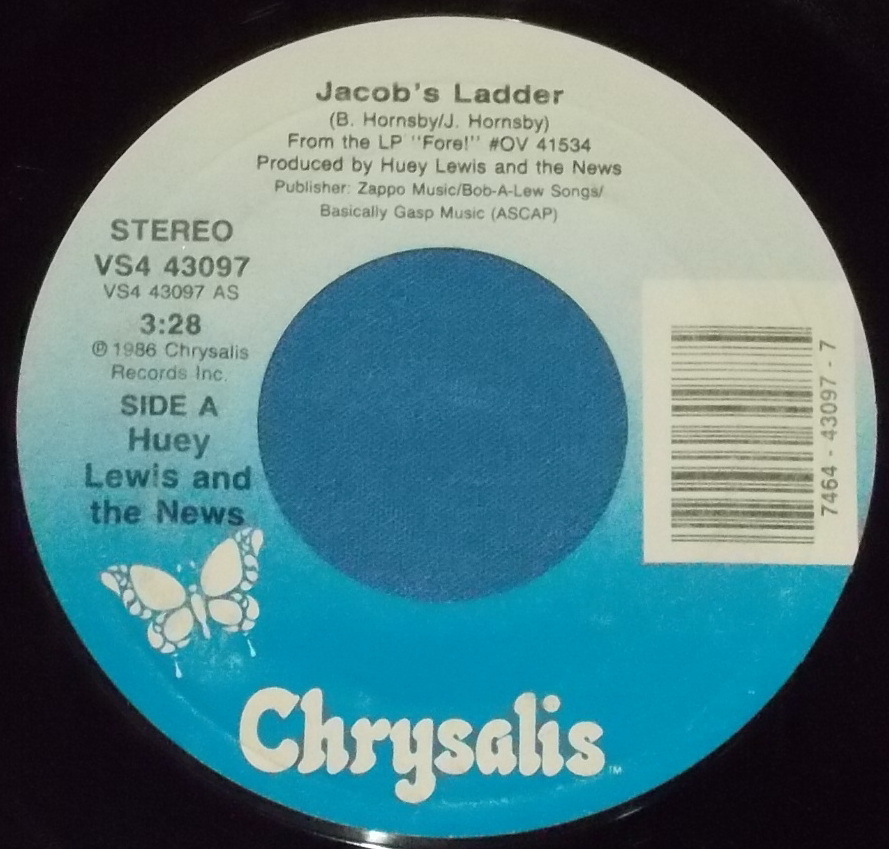 Jacob's Ladder
(B. Hornsby/J. Hornsby)
From the LP "Fore!" #OV 41534
Produced by Huey Lewis and the News
Publisher: Zappo Music/Bob-A-Lew Songs/
Basically Gasp Music (ASCAP)
STEREO
VS4 43097
VS4 43097 AS
3:28
℗ 1986 Chrysalis
Records Inc.
SIDE A
Huey
Lewis and
the News
7464 - 43097 - 7
Chrysalis™